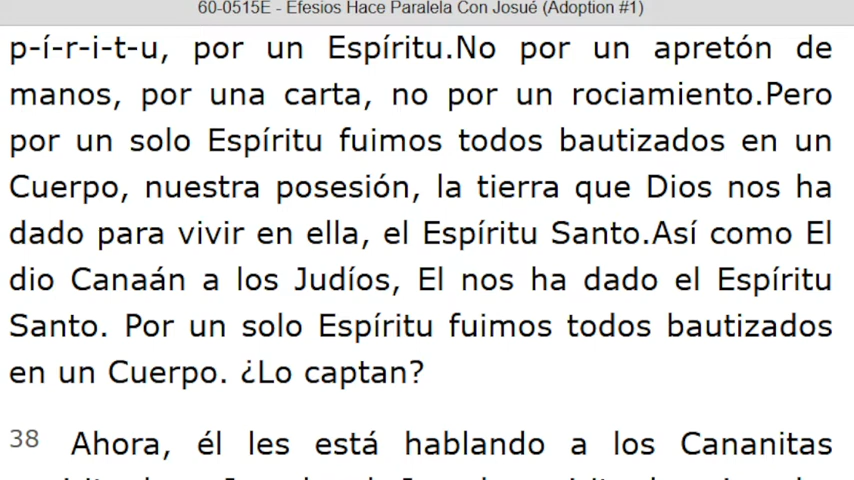 60-0515E - Efesios Hace Paralela Con Josué (Adoption #1)
p-í-r-i-t-u, por un Espíritu.No por un apretón de
manos, por una carta, no por un rociamiento.Pero
por un solo Espíritu fuimos todos bautizados en un
Cuerpo, nuestra posesión, la tierra que Dios nos ha
dado para vivir en ella, el Espíritu Santo.Así como El
dio Canaán a los Judíos, El nos ha dado el Espíritu
Santo. Por un solo Espíritu fuimos todos bautizados
en un Cuerpo. ¿Lo captan?
38 Ahora, él les está hablando a los Cananitas